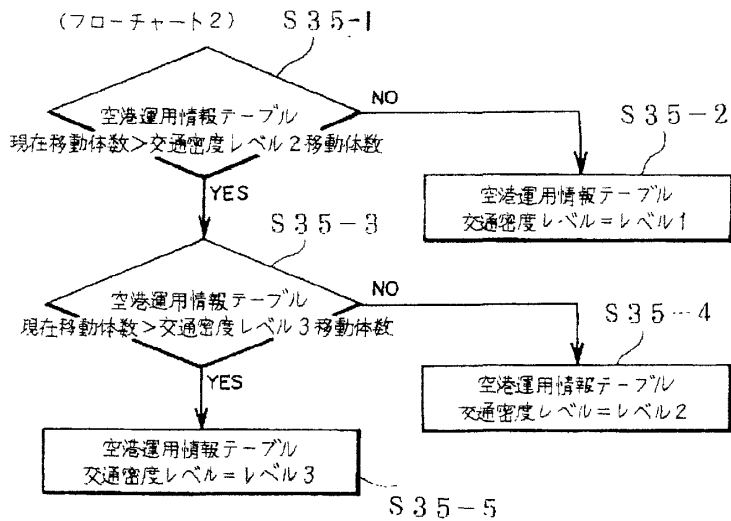 (フローチャート2)
S35-1
空港運用情報テーブル
現在移動体数>交通密度レベル2移動体数
NO
S35-2
空港運用情報テーブル
交通密度レベル=レベル1
YES
S35-3
空港運用情報テーブル
現在移動体数>交通密度レベル3移動体数
NO
S35-4
空港運用情報テーブル
交通密度レベル=レベル2
YES
空港運用情報テーブル
交通密度レベル=レベル3
S35-5